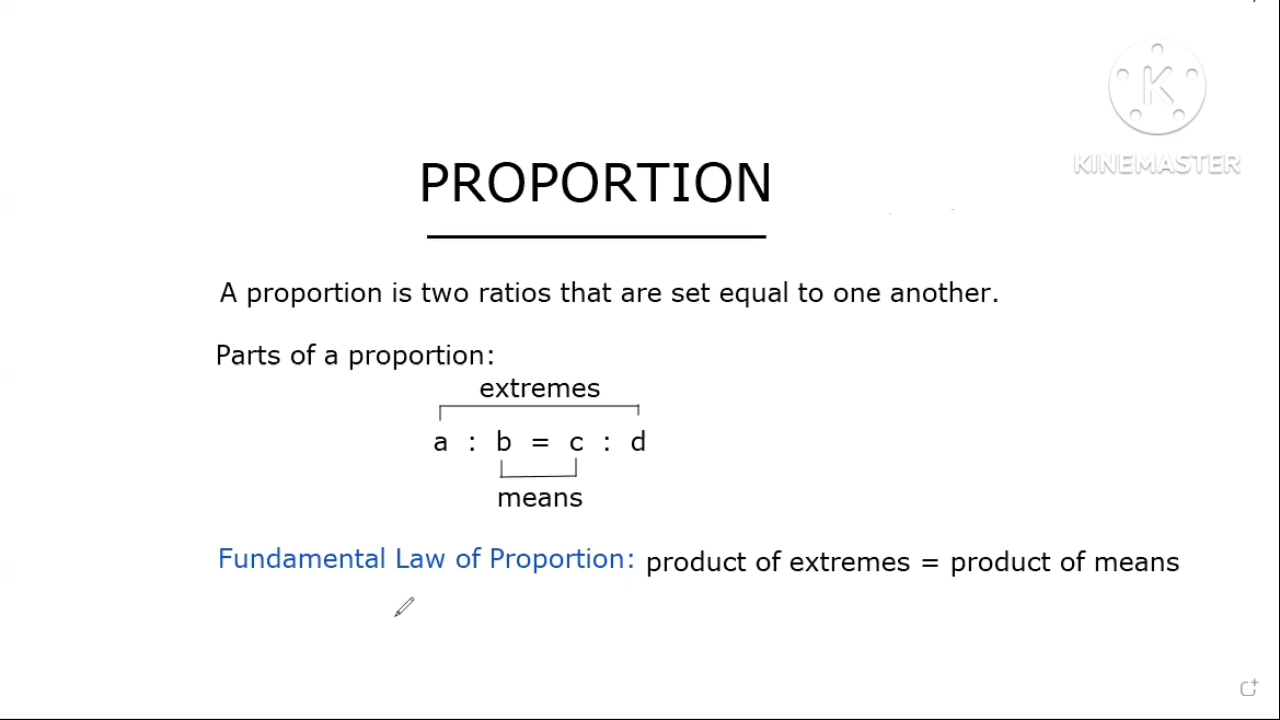 K
KINEMASTER
PROPORTION
A proportion is two ratios that are set equal to one another.
Parts of a proportion:
extremes
a : b = c : d
means
Fundamental Law of Proportion: product of extremes = product of means